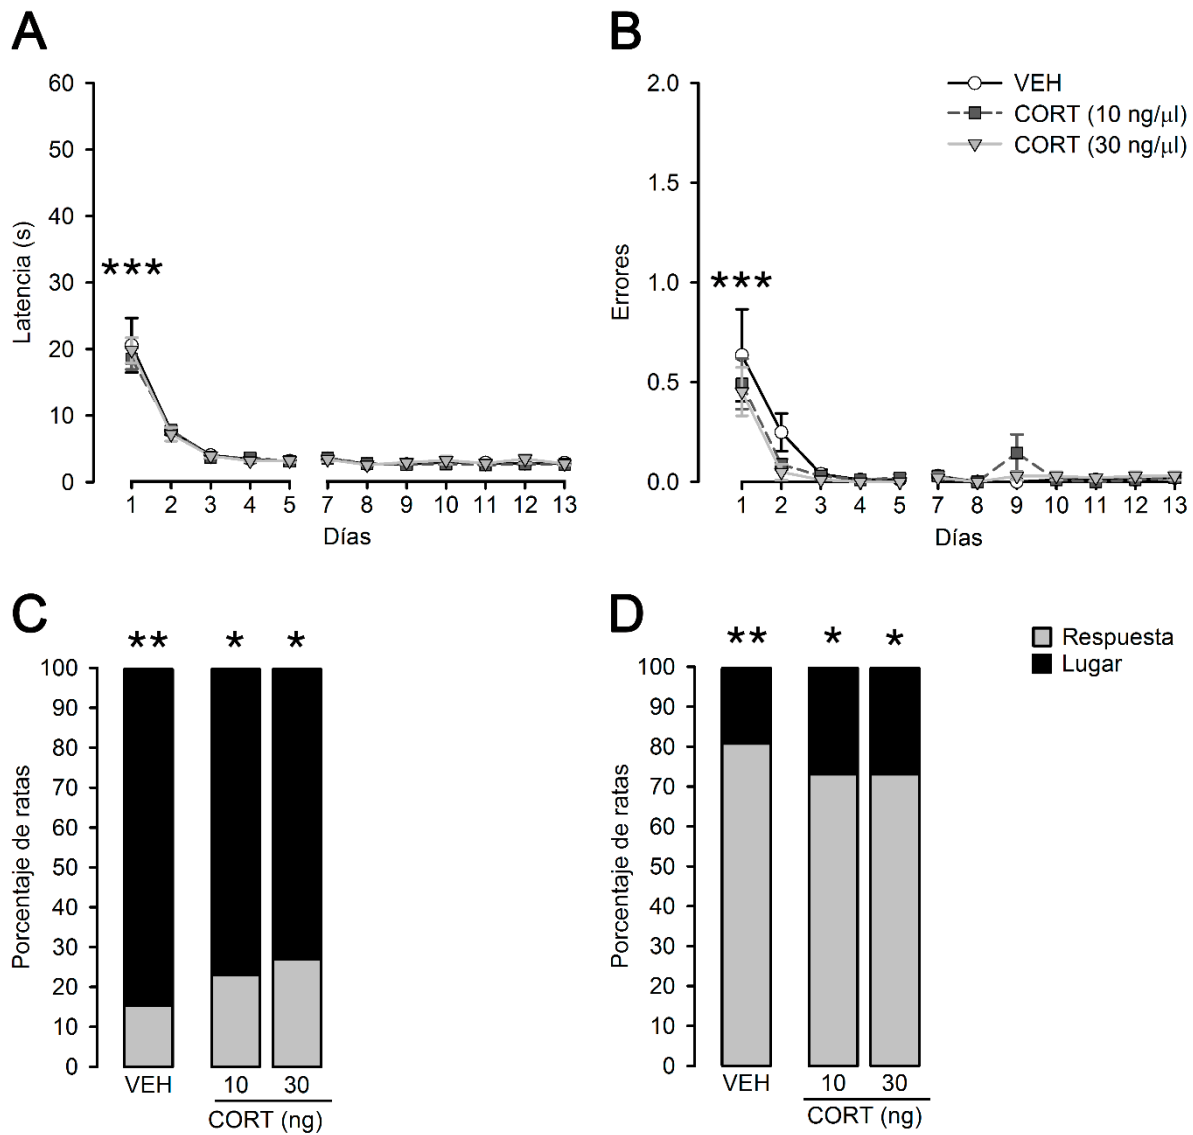 A
60
50
40
30
20
10
0
Latencia (s)
***
1 2 3 4 5 7 8 9 10 11 12 13
Días
B
2.0
1.5
1.0
0.5
0.0
Errores
***
VEH
CORT (10 ng/µl)
CORT (30 ng/µl)
1 2 3 4 5 7 8 9 10 11 12 13
Días
C
** * *
100
90
80
70
60
50
40
30
20
10
0
Porcentaje de ratas
VEH 10 30
CORT (ng)
D
** * *
Respuesta
Lugar
100
90
80
70
60
50
40
30
20
10
0
Porcentaje de ratas
VEH 10 30
CORT (ng)